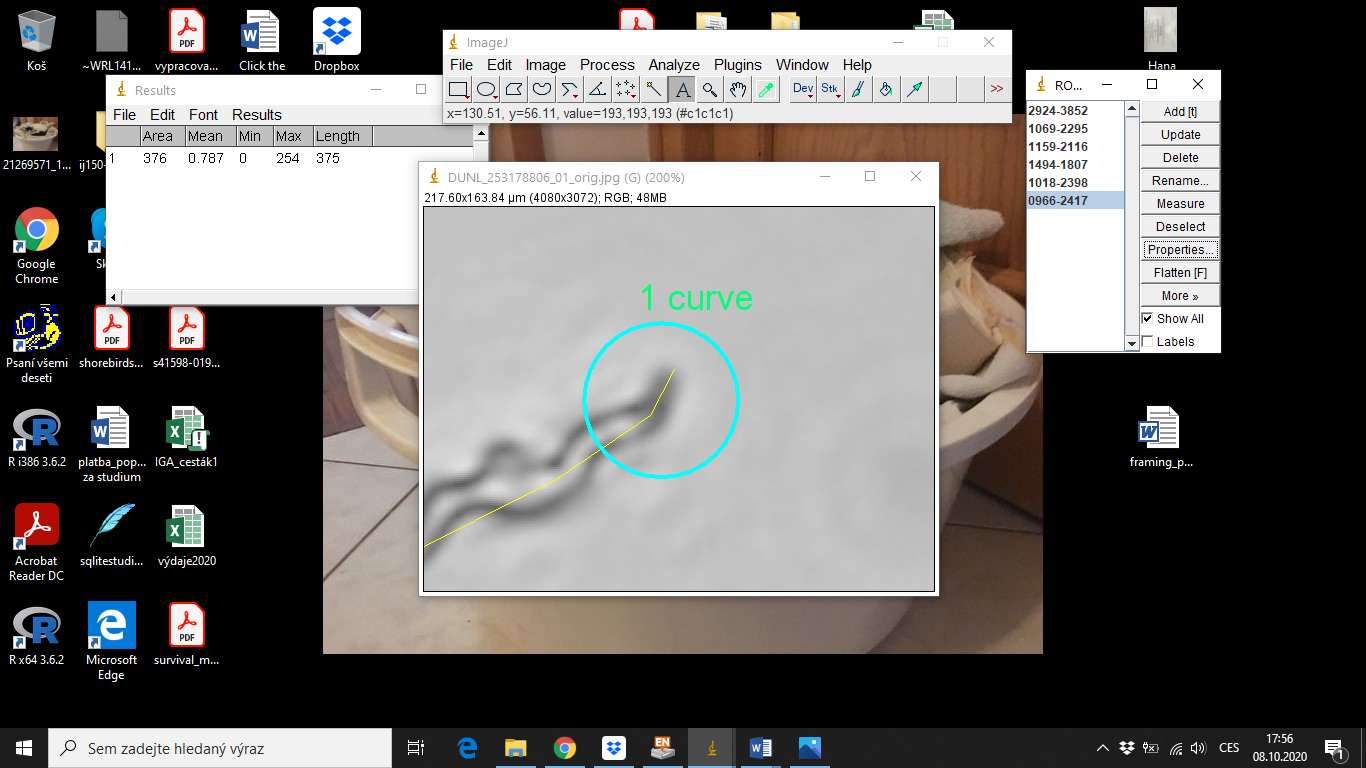 Koš
~WRL141...
vypracova...
Click the
Dropbox
Hana
21269571_1...
ij150-
Google
Chrome
Sk
Psaní všemi
deseti
shorebirds...
s41598-019...
R i386 3.6.2
platba_pop...
za studium
IGA_cesták1
Acrobat
Reader DC
sqlitestudi...
výdaje2020
R x64 3.6.2
Microsoft
Edge
survival_m...
framing_p...
Results
File Edit Font Results
Area Mean Min Max Length
1 376 0.787 0 254 375
ImageJ
File Edit Image Process Analyze Plugins Window Help
A Dev Stk >>
x=130.51, y=56.11, value=193,193,193 (#c1c1c1)
DUNL_253178806_01_orig.jpg (G) (200%)
217.60x163.84 µm (4080x3072); RGB; 48MB
1 curve
RO...
2924-3852
1069-2295
1159-2116
1494-1807
1018-2398
0966-2417
Add [t]
Update
Delete
Rename...
Measure
Deselect
Properties...
Flatten [F]
More »
Show All
Labels
Sem zadejte hledaný výraz
EN
CES
17:56
08.10.2020
1